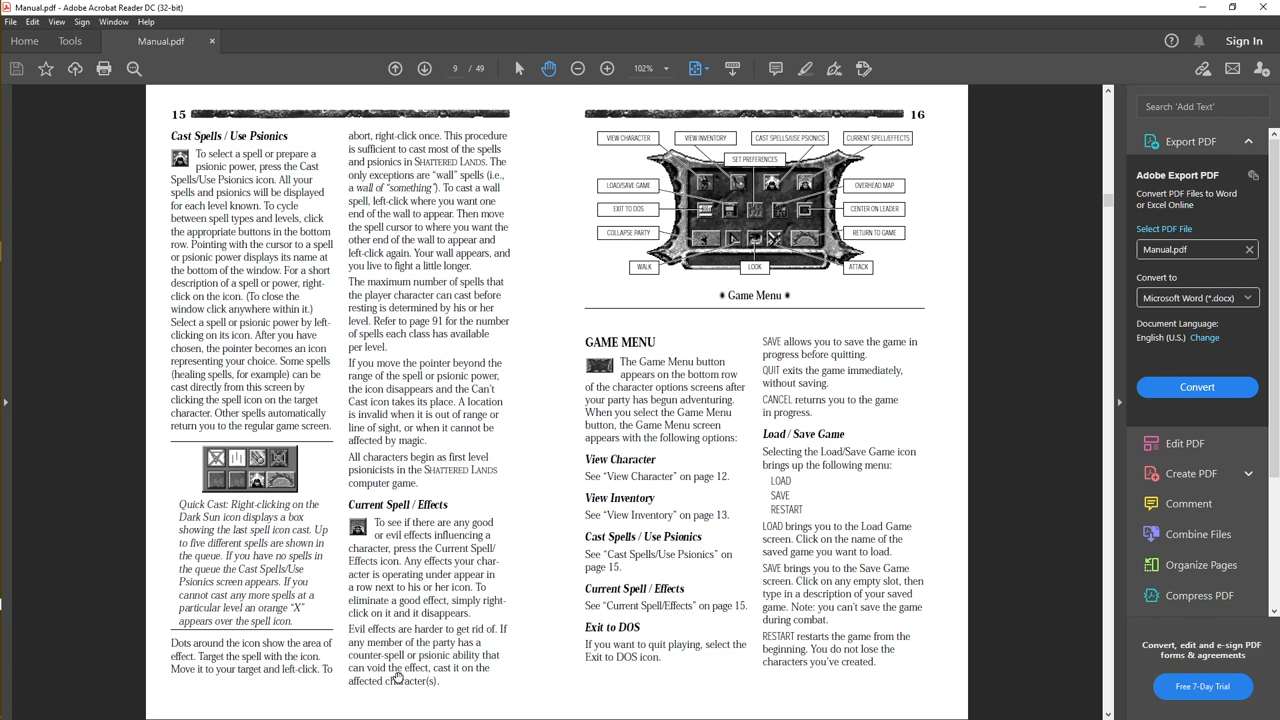 Manual.pdf - Adobe Acrobat Reader DC (32-bit)
File Edit View Sign Window Help
Home Tools Manual.pdf × Sign In
9 / 49 102%
15
Cast Spells / Use Psionics
To select a spell or prepare a
psionic power, press the Cast
Spells/Use Psionics icon. All your
spells and psionics will be displayed
for each level known. To cycle
between spell types and levels, click
the appropriate buttons in the bottom
row. Pointing with the cursor to a spell
or psionic power displays its name at
the bottom of the window. For a short
description of a spell or power, right-
click on the icon. (To close the
window click anywhere within it.)
Select a spell or psionic power by left-
clicking on its icon. After you have
chosen, the pointer becomes an icon
representing your choice. Some spells
(healing spells, for example) can be
cast directly from this screen by
clicking the spell icon on the target
character. Other spells automatically
return you to the regular game screen.
Quick Cast: Right-clicking on the
Dark Sun icon displays a box
showing the last spell icon cast. Up
to five different spells are shown in
the queue. If you have no spells in
the queue the Cast Spells/Use
Psionics screen appears. If you
cannot cast any more spells at a
particular level an orange “X”
appears over the spell icon.
Dots around the icon show the area of
effect. Target the spell with the icon.
Move it to your target and left-click. To
abort, right-click once. This procedure
is sufficient to cast most of the spells
and psionics in SHATTERED LANDS. The
only exceptions are “wall” spells (i.e.,
a wall of “something”). To cast a wall
spell, left-click where you want one
end of the wall to appear. Then move
the spell cursor to where you want the
other end of the wall to appear and
left-click again. Your wall appears, and
you live to fight a little longer.
The maximum number of spells that
the player character can cast before
resting is determined by his or her
level. Refer to page 91 for the number
of spells each class has available
per level.
If you move the pointer beyond the
range of the spell or psionic power,
the icon disappears and the Can’t
Cast icon takes its place. A location
is invalid when it is out of range or
line of sight, or when it cannot be
affected by magic.
All characters begin as first level
psionicists in the SHATTERED LANDS
computer game.
Current Spell / Effects
To see if there are any good
or evil effects influencing a
character, press the Current Spell/
Effects icon. Any effects your char-
acter is operating under appear in
a row next to his or her icon. To
eliminate a good effect, simply right-
click on it and it disappears.
Evil effects are harder to get rid of. If
any member of the party has a
counter-spell or psionic ability that
can void the effect, cast it on the
affected character(s).
16
VIEW CHARACTER VIEW INVENTORY CAST SPELLS/USE PSIONICS CURRENT SPELL/EFFECTS
SET PREFERENCES
LOAD/SAVE GAME OVERHEAD MAP
EXIT TO DOS CENTER ON LEADER
COLLAPSE PARTY RETURN TO GAME
WALK LOOK ATTACK
Game Menu
GAME MENU
The Game Menu button
appears on the bottom row
of the character options screens after
your party has begun adventuring.
When you select the Game Menu
button, the Game Menu screen
appears with the following options:
View Character
See “View Character” on page 12.
View Inventory
See “View Inventory” on page 13.
Cast Spells / Use Psionics
See “Cast Spells/Use Psionics” on
page 15.
Current Spell / Effects
See “Current Spell/Effects” on page 15.
Exit to DOS
If you want to quit playing, select the
Exit to DOS icon.
SAVE allows you to save the game in
progress before quitting.
QUIT exits the game immediately,
without saving.
CANCEL returns you to the game
in progress.
Load / Save Game
Selecting the Load/Save Game icon
brings up the following menu:
LOAD
SAVE
RESTART
LOAD brings you to the Load Game
screen. Click on the name of the
saved game you want to load.
SAVE brings you to the Save Game
screen. Click on any empty slot, then
type in a description of your saved
game. Note: you can’t save the game
during combat.
RESTART restarts the game from the
beginning. You do not lose the
characters you’ve created.
Search 'Add Text'
Export PDF
Adobe Export PDF
Convert PDF Files to Word
or Excel Online
Select PDF File
Manual.pdf
Convert to
Microsoft Word (*.docx)
Document Language:
English (U.S.) Change
Convert
Edit PDF
Create PDF
Comment
Combine Files
Organize Pages
Compress PDF
Convert, edit and e-sign PDF
forms & agreements
Free 7-Day Trial